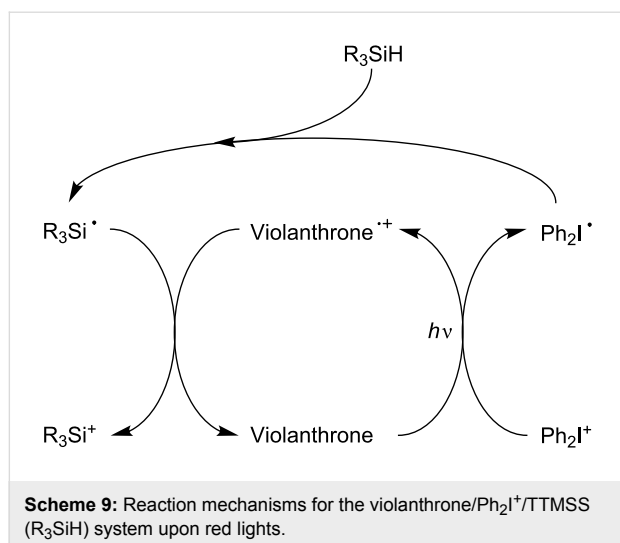 R₃SiH
R₃Si• Violanthrone•+ Ph₂I•
hν
R₃Si⁺ Violanthrone Ph₂I⁺
Scheme 9: Reaction mechanisms for the violanthrone/Ph₂I⁺/TTMSS
(R₃SiH) system upon red lights.